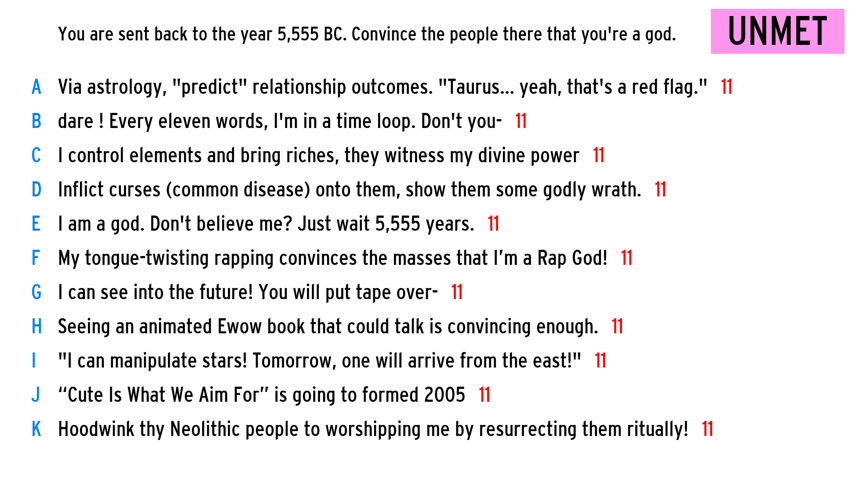 You are sent back to the year 5,555 BC. Convince the people there that you're a god.
UNMET
A Via astrology, "predict" relationship outcomes. "Taurus... yeah, that's a red flag." 11
B dare ! Every eleven words, I'm in a time loop. Don't you- 11
C I control elements and bring riches, they witness my divine power 11
D Inflict curses (common disease) onto them, show them some godly wrath. 11
E I am a god. Don't believe me? Just wait 5,555 years. 11
F My tongue-twisting rapping convinces the masses that I’m a Rap God! 11
G I can see into the future! You will put tape over- 11
H Seeing an animated Ewow book that could talk is convincing enough. 11
I "I can manipulate stars! Tomorrow, one will arrive from the east!" 11
J “Cute Is What We Aim For” is going to formed 2005 11
K Hoodwink thy Neolithic people to worshipping me by resurrecting them ritually! 11